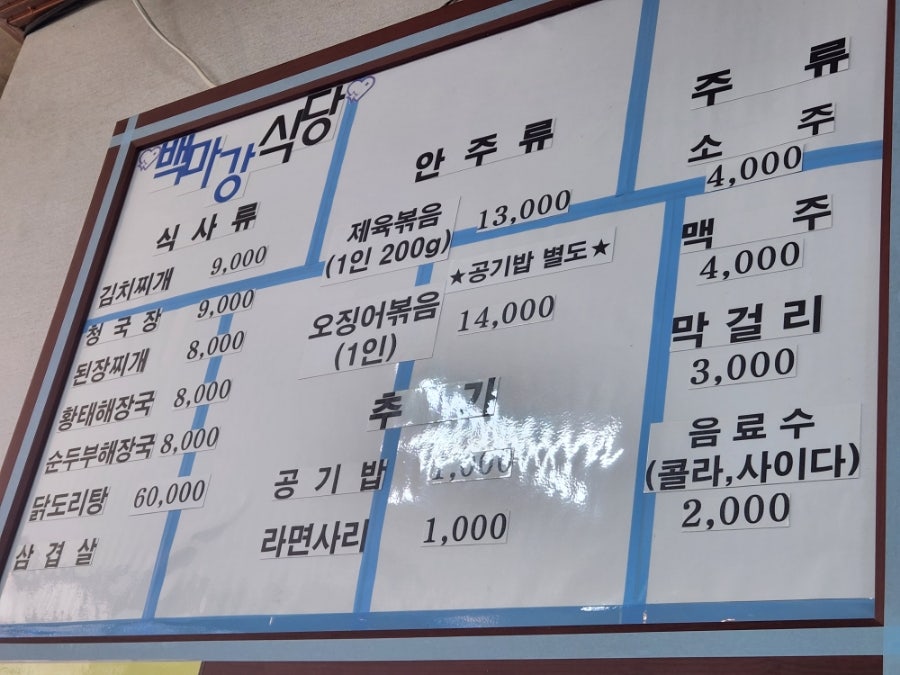 백마강 식당
식 사 류
김치찌개 9,000
청 국 장 9,000
된장찌개 8,000
황태해장국 8,000
순두부해장국 8,000
닭도리탕 60,000
삼 겹 살
안 주 류
제육볶음 13,000
(1인 200g)
★공기밥 별도★
오징어볶음 14,000
(1인)
추 가
공 기 밥 1,000
라면사리 1,000
주 류
소 주
4,000
맥 주
4,000
막 걸 리
3,000
음 료 수
(콜라,사이다)
2,000